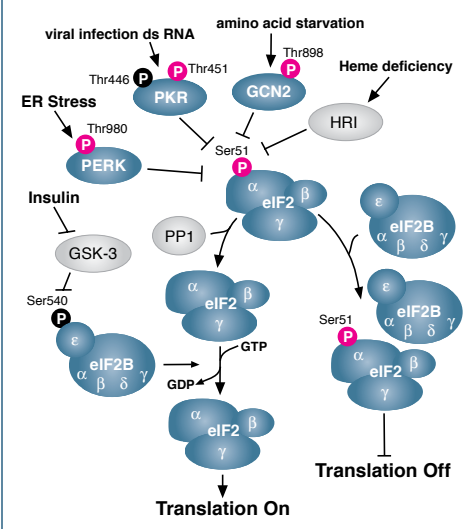 viral infection ds RNA
amino acid starvation
Thr446
P
P
Thr451
PKR
Thr898
P
GCN2
Heme deficiency
HRI
ER Stress
Thr980
P
PERK
Ser51
P
α
β
eIF2
γ
Insulin
GSK-3
PP1
ε
eIF2B
α β δ γ
Ser540
P
ε
eIF2B
α β δ γ
α
β
eIF2
γ
GTP
GDP
ε
eIF2B
α β δ γ
Ser51
P
α
β
eIF2
γ
α
β
eIF2
γ
Translation Off
Translation On